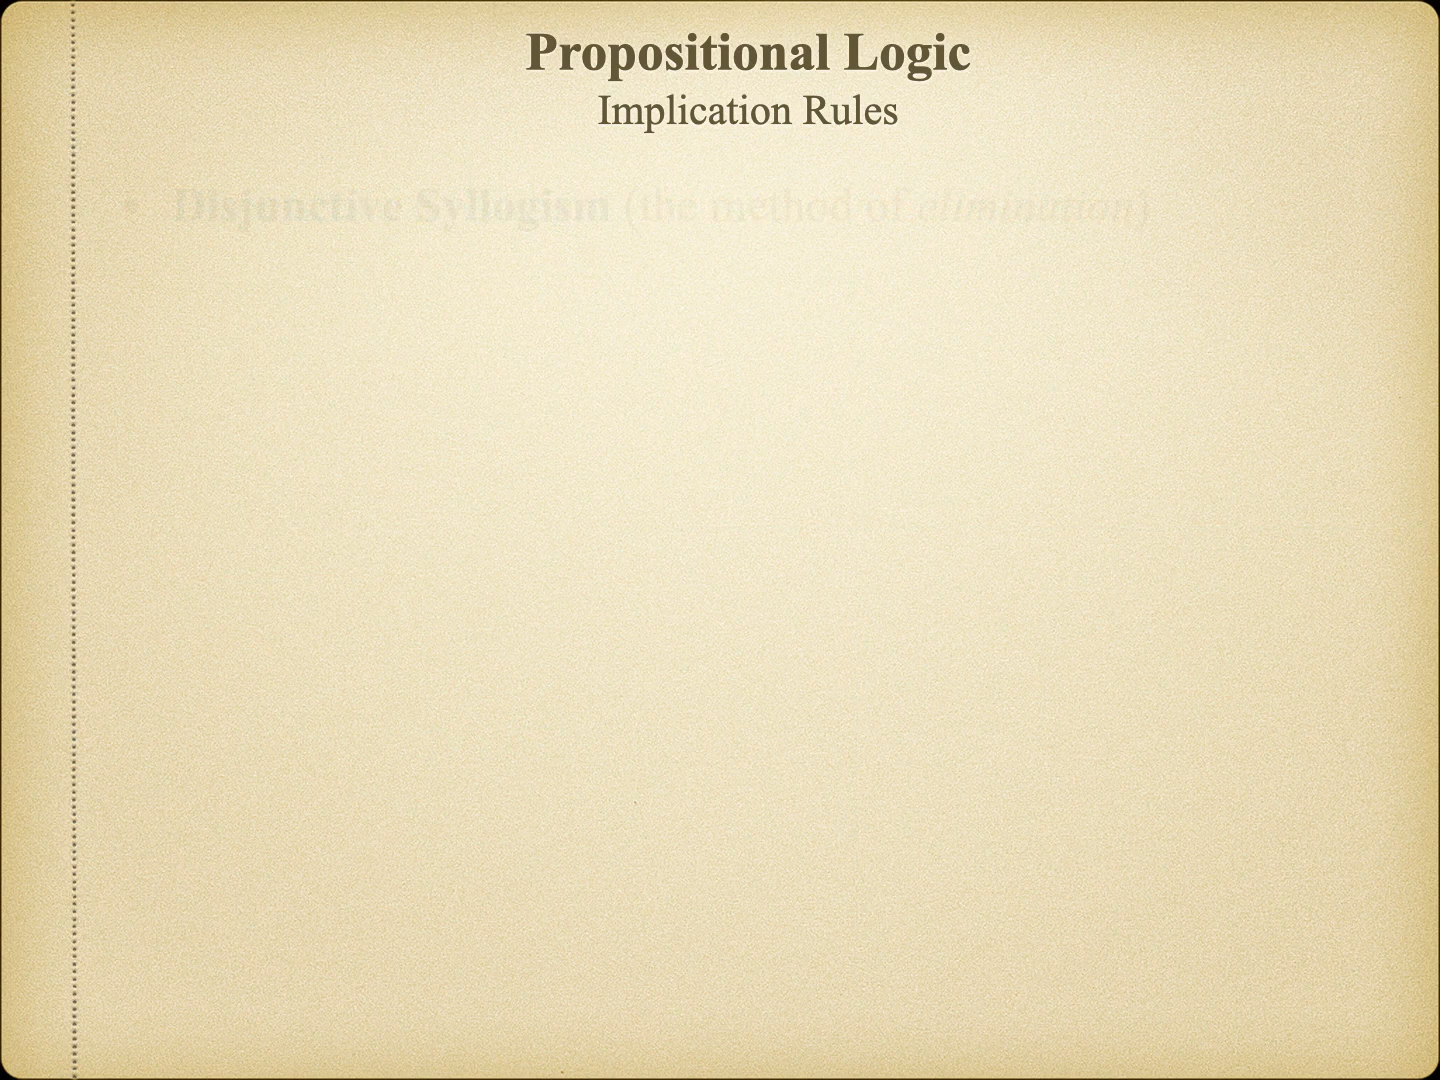 Propositional Logic
Implication Rules
• Disjunctive Syllogism (the method of elimination)